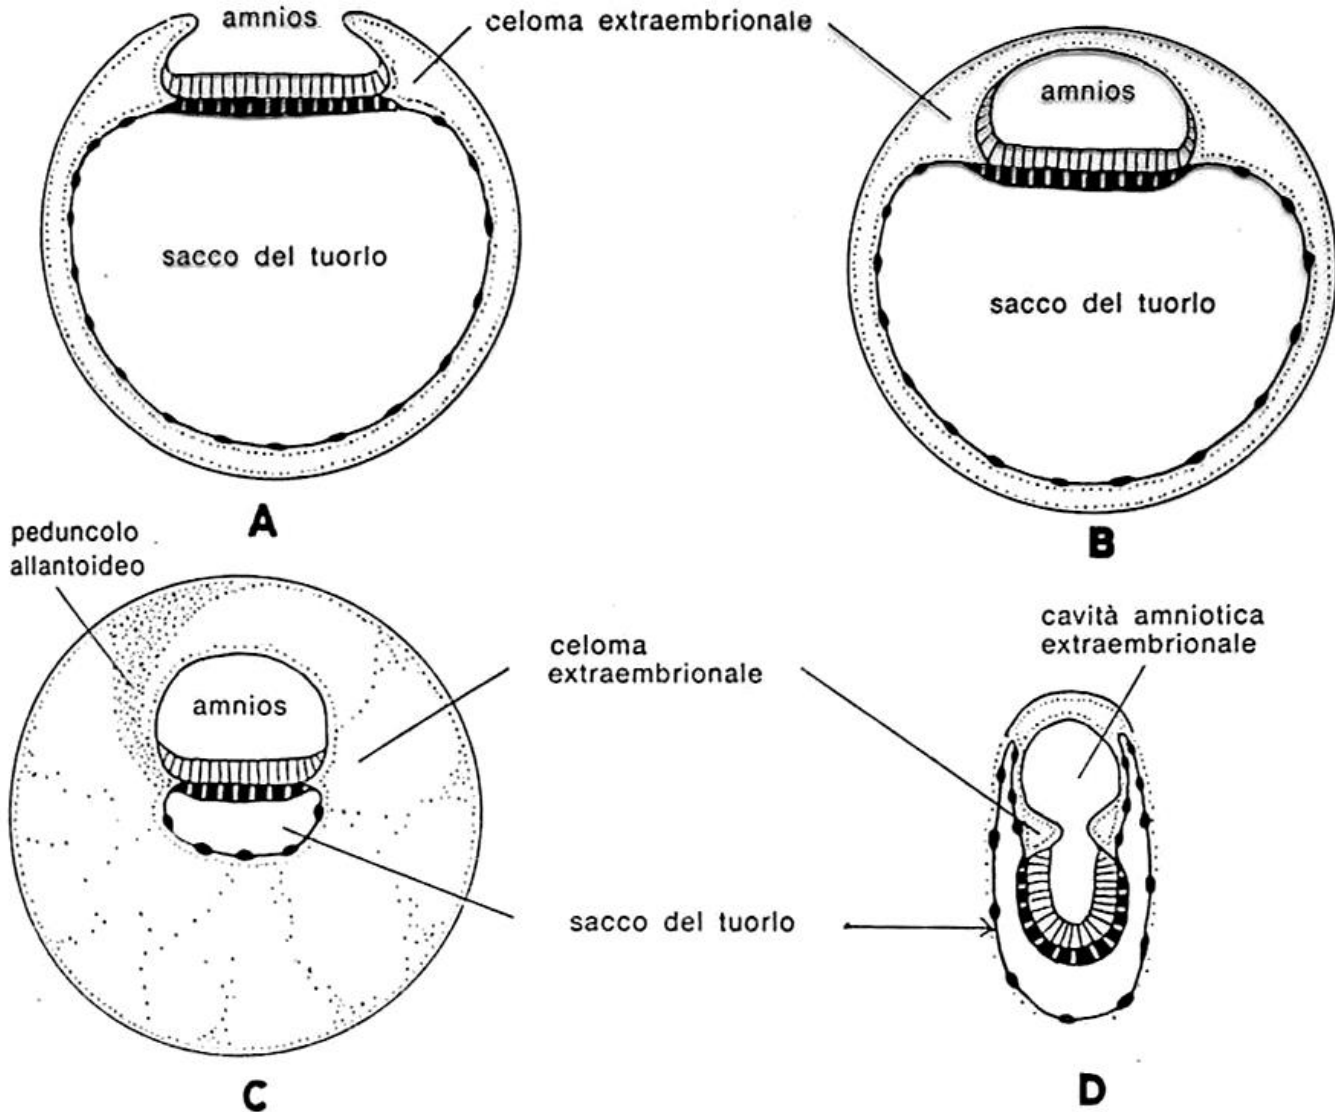 amnios
celoma extraembrionale
amnios
sacco del tuorlo
sacco del tuorlo
A
B
peduncolo
allantoideo
cavità amniotica
extraembrionale
celoma
extraembrionale
amnios
sacco del tuorlo
C
D